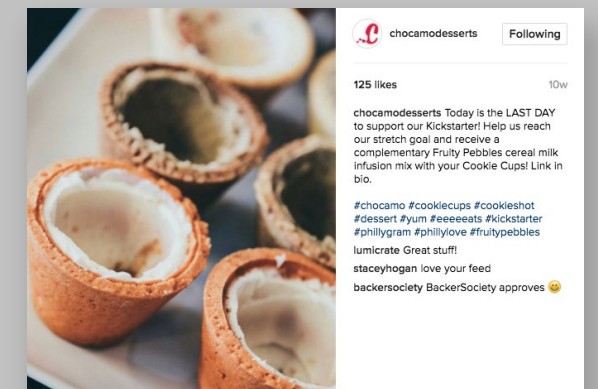 chocamodesserts
Following
125 likes
10w
chocamodesserts Today is the LAST DAY
to support our Kickstarter! Help us reach
our stretch goal and receive a
complementary Fruity Pebbles cereal milk
infusion mix with your Cookie Cups! Link in
bio.
#chocamo #cookiecups #cookieshot
#dessert #yum #eeeeeats #kickstarter
#phillygram #phillylove #fruitypebbles
lumicrate Great stuff!
staceyhogan love your feed
backersociety BackerSociety approves 😄